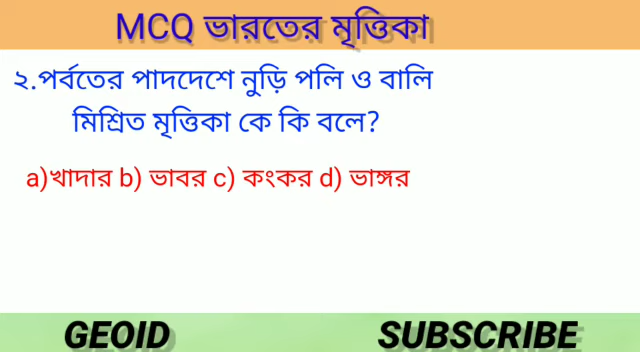 MCQ ভারতের মৃত্তিকা
২.পর্বতের পাদদেশে নুড়ি পলি ও বালি
মিশ্রিত মৃত্তিকা কে কি বলে?
a)খাদার b) ভাবর c) কংকর d) ভাঙ্গর
GEOID SUBSCRIBE